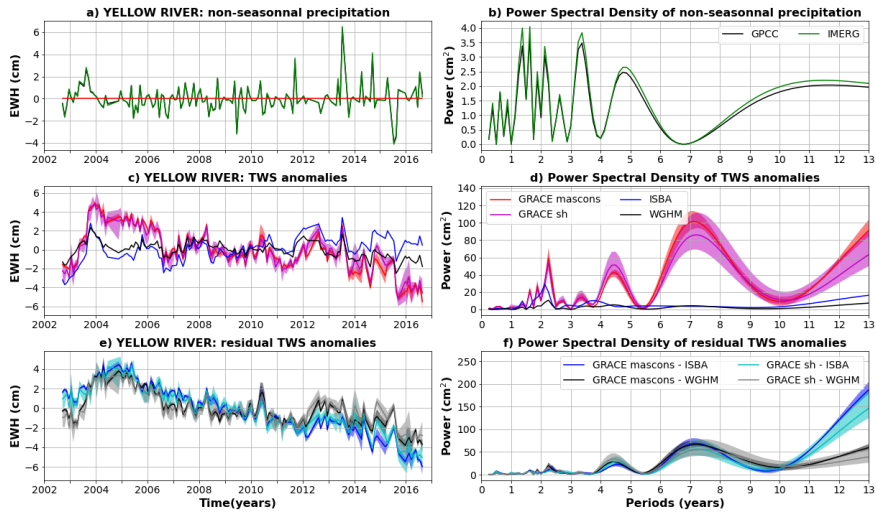 a) YELLOW RIVER: non-seasonnal precipitation
EWH (cm)
6
4
2
0
−2
−4
2002 2004 2006 2008 2010 2012 2014 2016
b) Power Spectral Density of non-seasonnal precipitation
Power (cm²)
4.0
3.5
3.0
2.5
2.0
1.5
1.0
0.5
0.0
GPCC IMERG
0 1 2 3 4 5 6 7 8 9 10 11 12 13
c) YELLOW RIVER: TWS anomalies
EWH (cm)
6
4
2
0
−2
−4
−6
2002 2004 2006 2008 2010 2012 2014 2016
d) Power Spectral Density of TWS anomalies
Power (cm²)
140
120
100
80
60
40
20
0
GRACE mascons ISBA
GRACE sh WGHM
0 1 2 3 4 5 6 7 8 9 10 11 12 13
e) YELLOW RIVER: residual TWS anomalies
EWH (cm)
4
2
0
−2
−4
−6
2002 2004 2006 2008 2010 2012 2014 2016
Time(years)
f) Power Spectral Density of residual TWS anomalies
Power (cm²)
250
200
150
100
50
0
GRACE mascons - ISBA GRACE sh - ISBA
GRACE mascons - WGHM GRACE sh - WGHM
0 1 2 3 4 5 6 7 8 9 10 11 12 13
Periods (years)